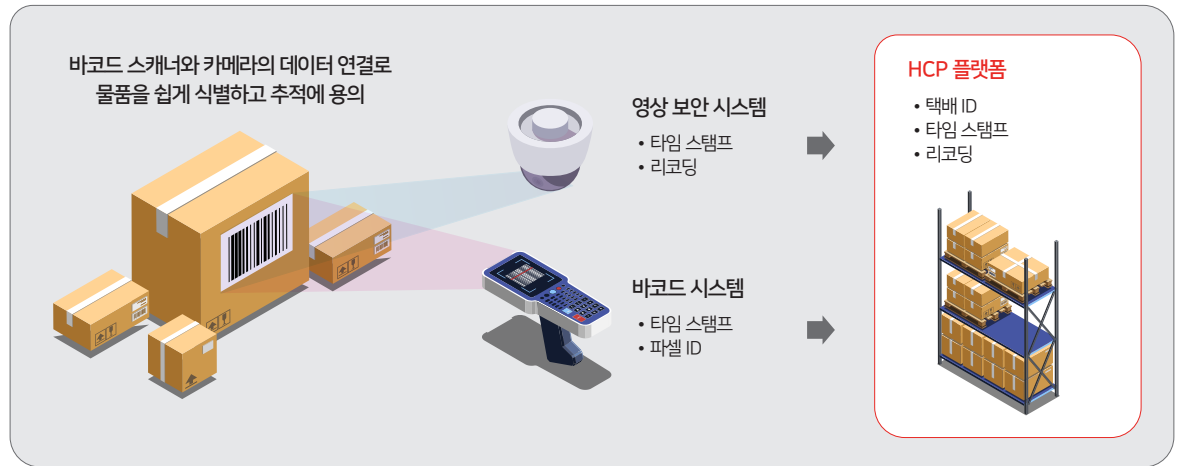 바코드 스캐너와 카메라의 데이터 연결로
물품을 쉽게 식별하고 추적에 용의
영상 보안 시스템
• 타임 스탬프
• 리코딩
바코드 시스템
• 타임 스탬프
• 파셀 ID
HCP 플랫폼
• 택배 ID
• 타임 스탬프
• 리코딩